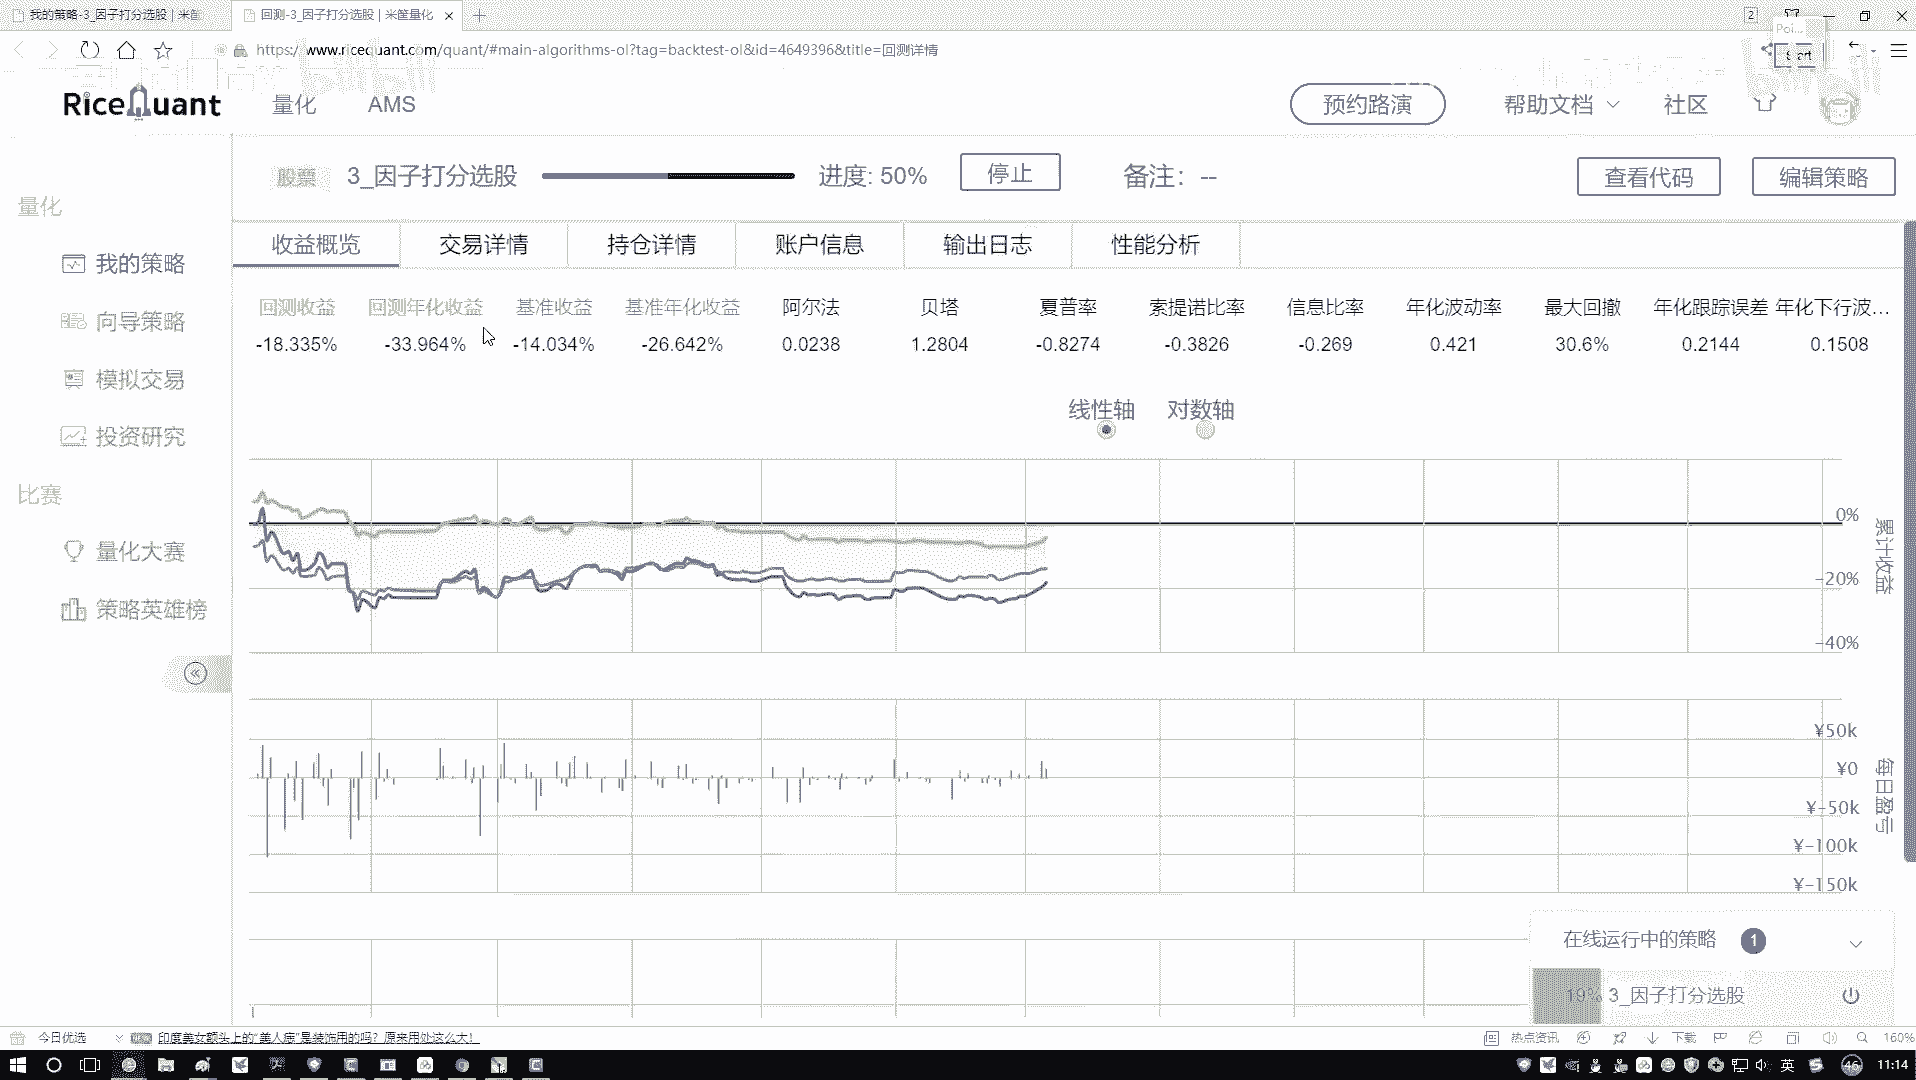 我的策略-3_因子打分选股 | 米筐
回测-3_因子打分选股 | 米筐量化
2
https://www.ricequant.com/quant/#main-algorithms-ol?tag=backtest-ol&id=4649396&title=回测详情
Start
RiceQuant
量化
AMS
预约路演
帮助文档
社区
股票
3_因子打分选股
进度: 50%
停止
备注: --
查看代码
编辑策略
量化
我的策略
向导策略
模拟交易
投资研究
比赛
量化大赛
策略英雄榜
收益概览
交易详情
持仓详情
账户信息
输出日志
性能分析
回测收益 回测年化收益 基准收益 基准年化收益 阿尔法 贝塔 夏普率 索提诺比率 信息比率 年化波动率 最大回撤 年化跟踪误差 年化下行波...
-18.335% -33.964% -14.034% -26.642% 0.0238 1.2804 -0.8274 -0.3826 -0.269 0.421 30.6% 0.2144 0.1508
线性轴 对数轴
0%
-20%
-40%
累计收益
¥50k
¥0
¥-50k
¥-100k
¥-150k
每日盈亏
在线运行中的策略 1
19% 3_因子打分选股
今日优选
印度美女额头上的“美人痣”是装饰用的吗？原来用处这么大！
热点资讯
下载
160%
英
46
11:14